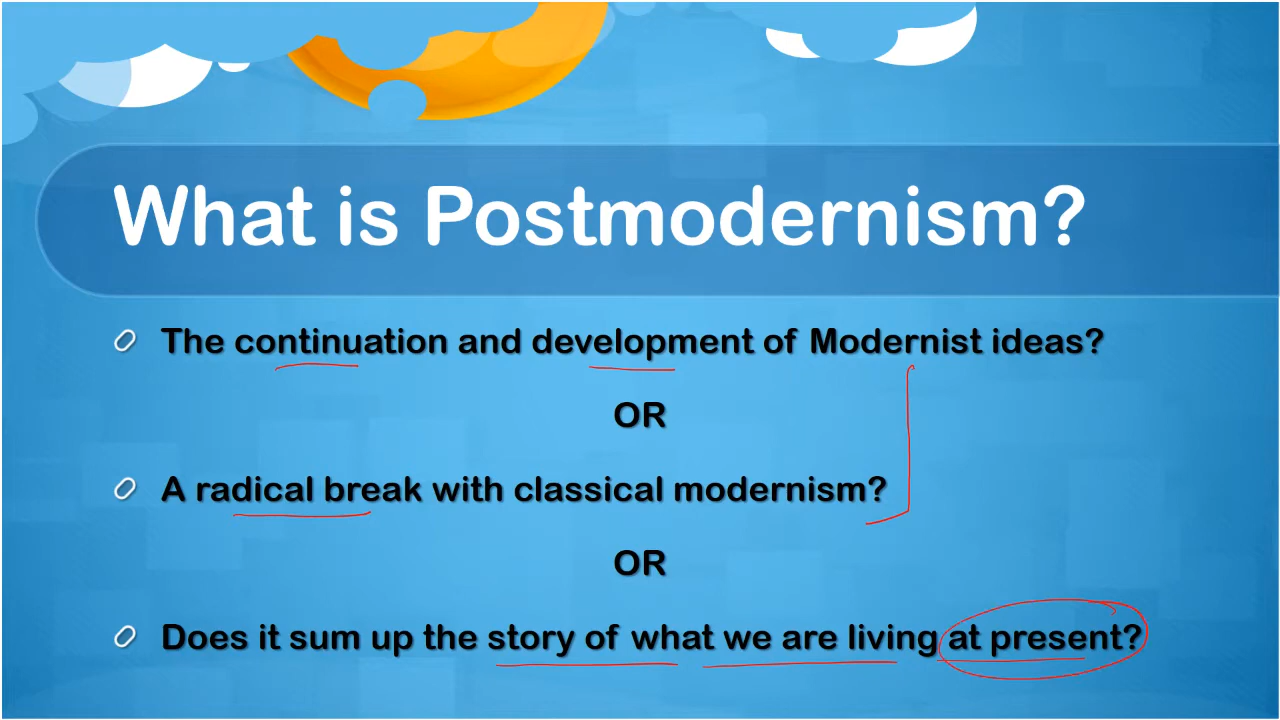 What is Postmodernism?
The continuation and development of Modernist ideas?
OR
A radical break with classical modernism?
OR
Does it sum up the story of what we are living at present?